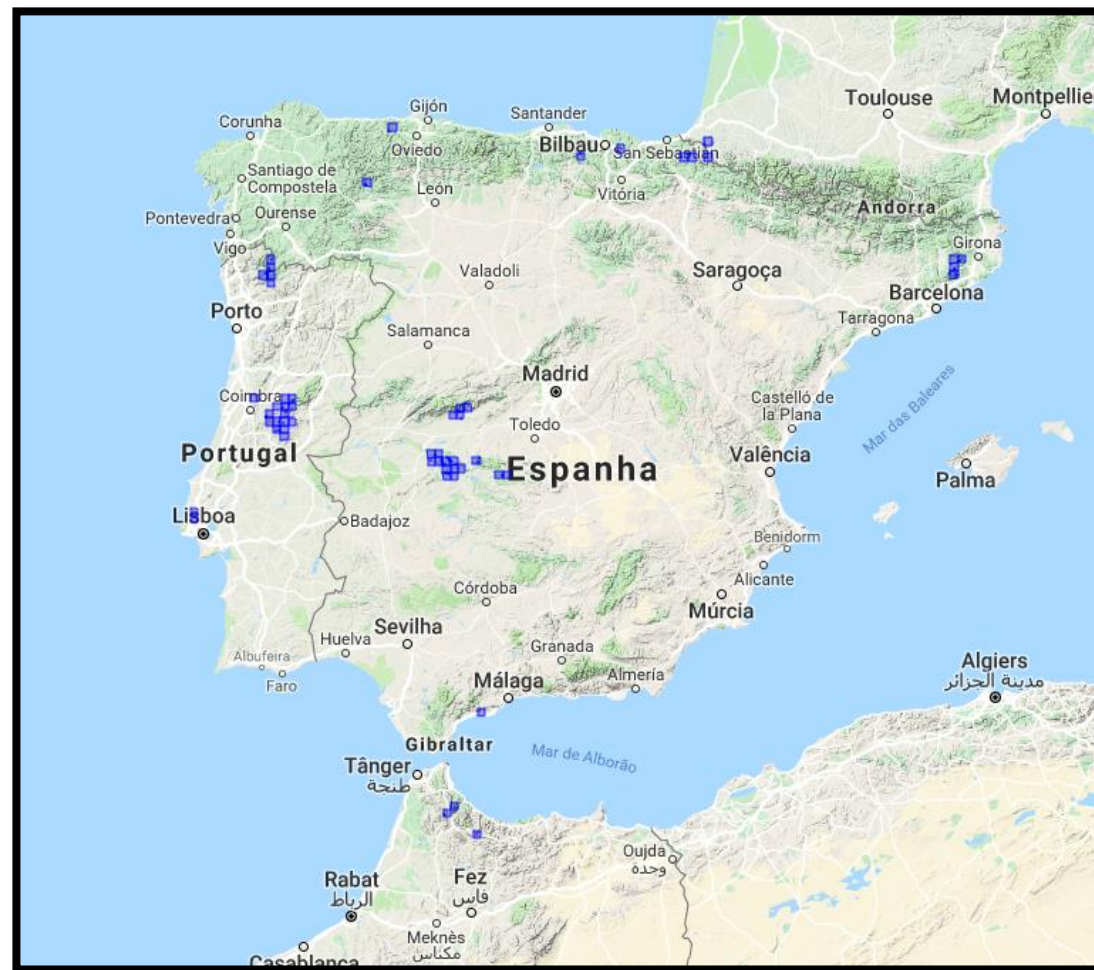 Toulouse
Montpellier
Gijón
Santander
Corunha
Oviedo
Bilbau
San Sebastián
Santiago de
Compostela
León
Vitória
Andorra
Pontevedra
Ourense
Vigo
Girona
Valadoli
Saragoça
Barcelona
Porto
Tarragona
Salamanca
Madrid
Coimbra
Castelló de
la Plana
Mar das Baleares
Toledo
Portugal
Espanha
Valência
Palma
Lisboa
Badajoz
Benidorm
Alicante
Córdoba
Múrcia
Sevilha
Huelva
Granada
Albufeira
Faro
Almería
Málaga
Algiers
مدينة الجزائر
Gibraltar
Mar de Alborão
Tânger
طنجة
Oujda
وجدة
Rabat
الرباط
Fez
فاس
Meknès
مكناس
Casablanca